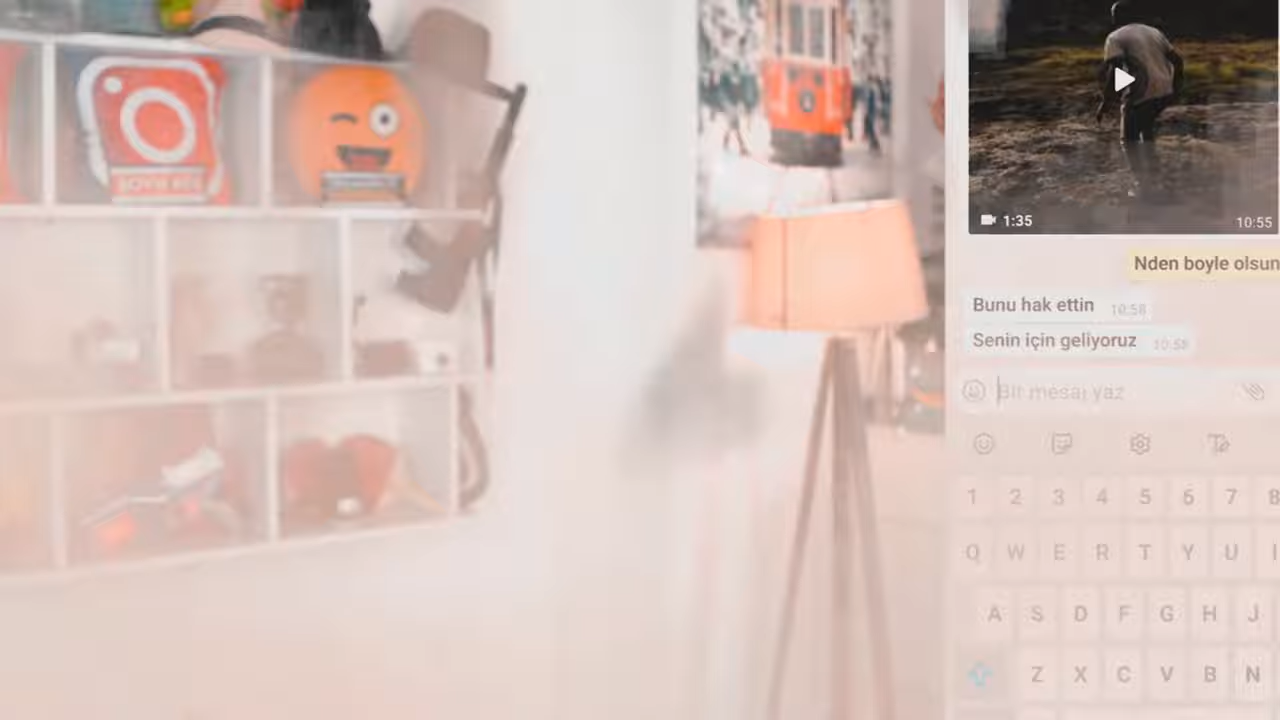 1:35
10:55
Nden boyle olsun
Bunu hak ettin 10:58
Senin için geliyoruz 10:58
Bir mesaj yaz
1 2 3 4 5 6 7 8
Q W E R T Y U I
A S D F G H J
Z X C V B N